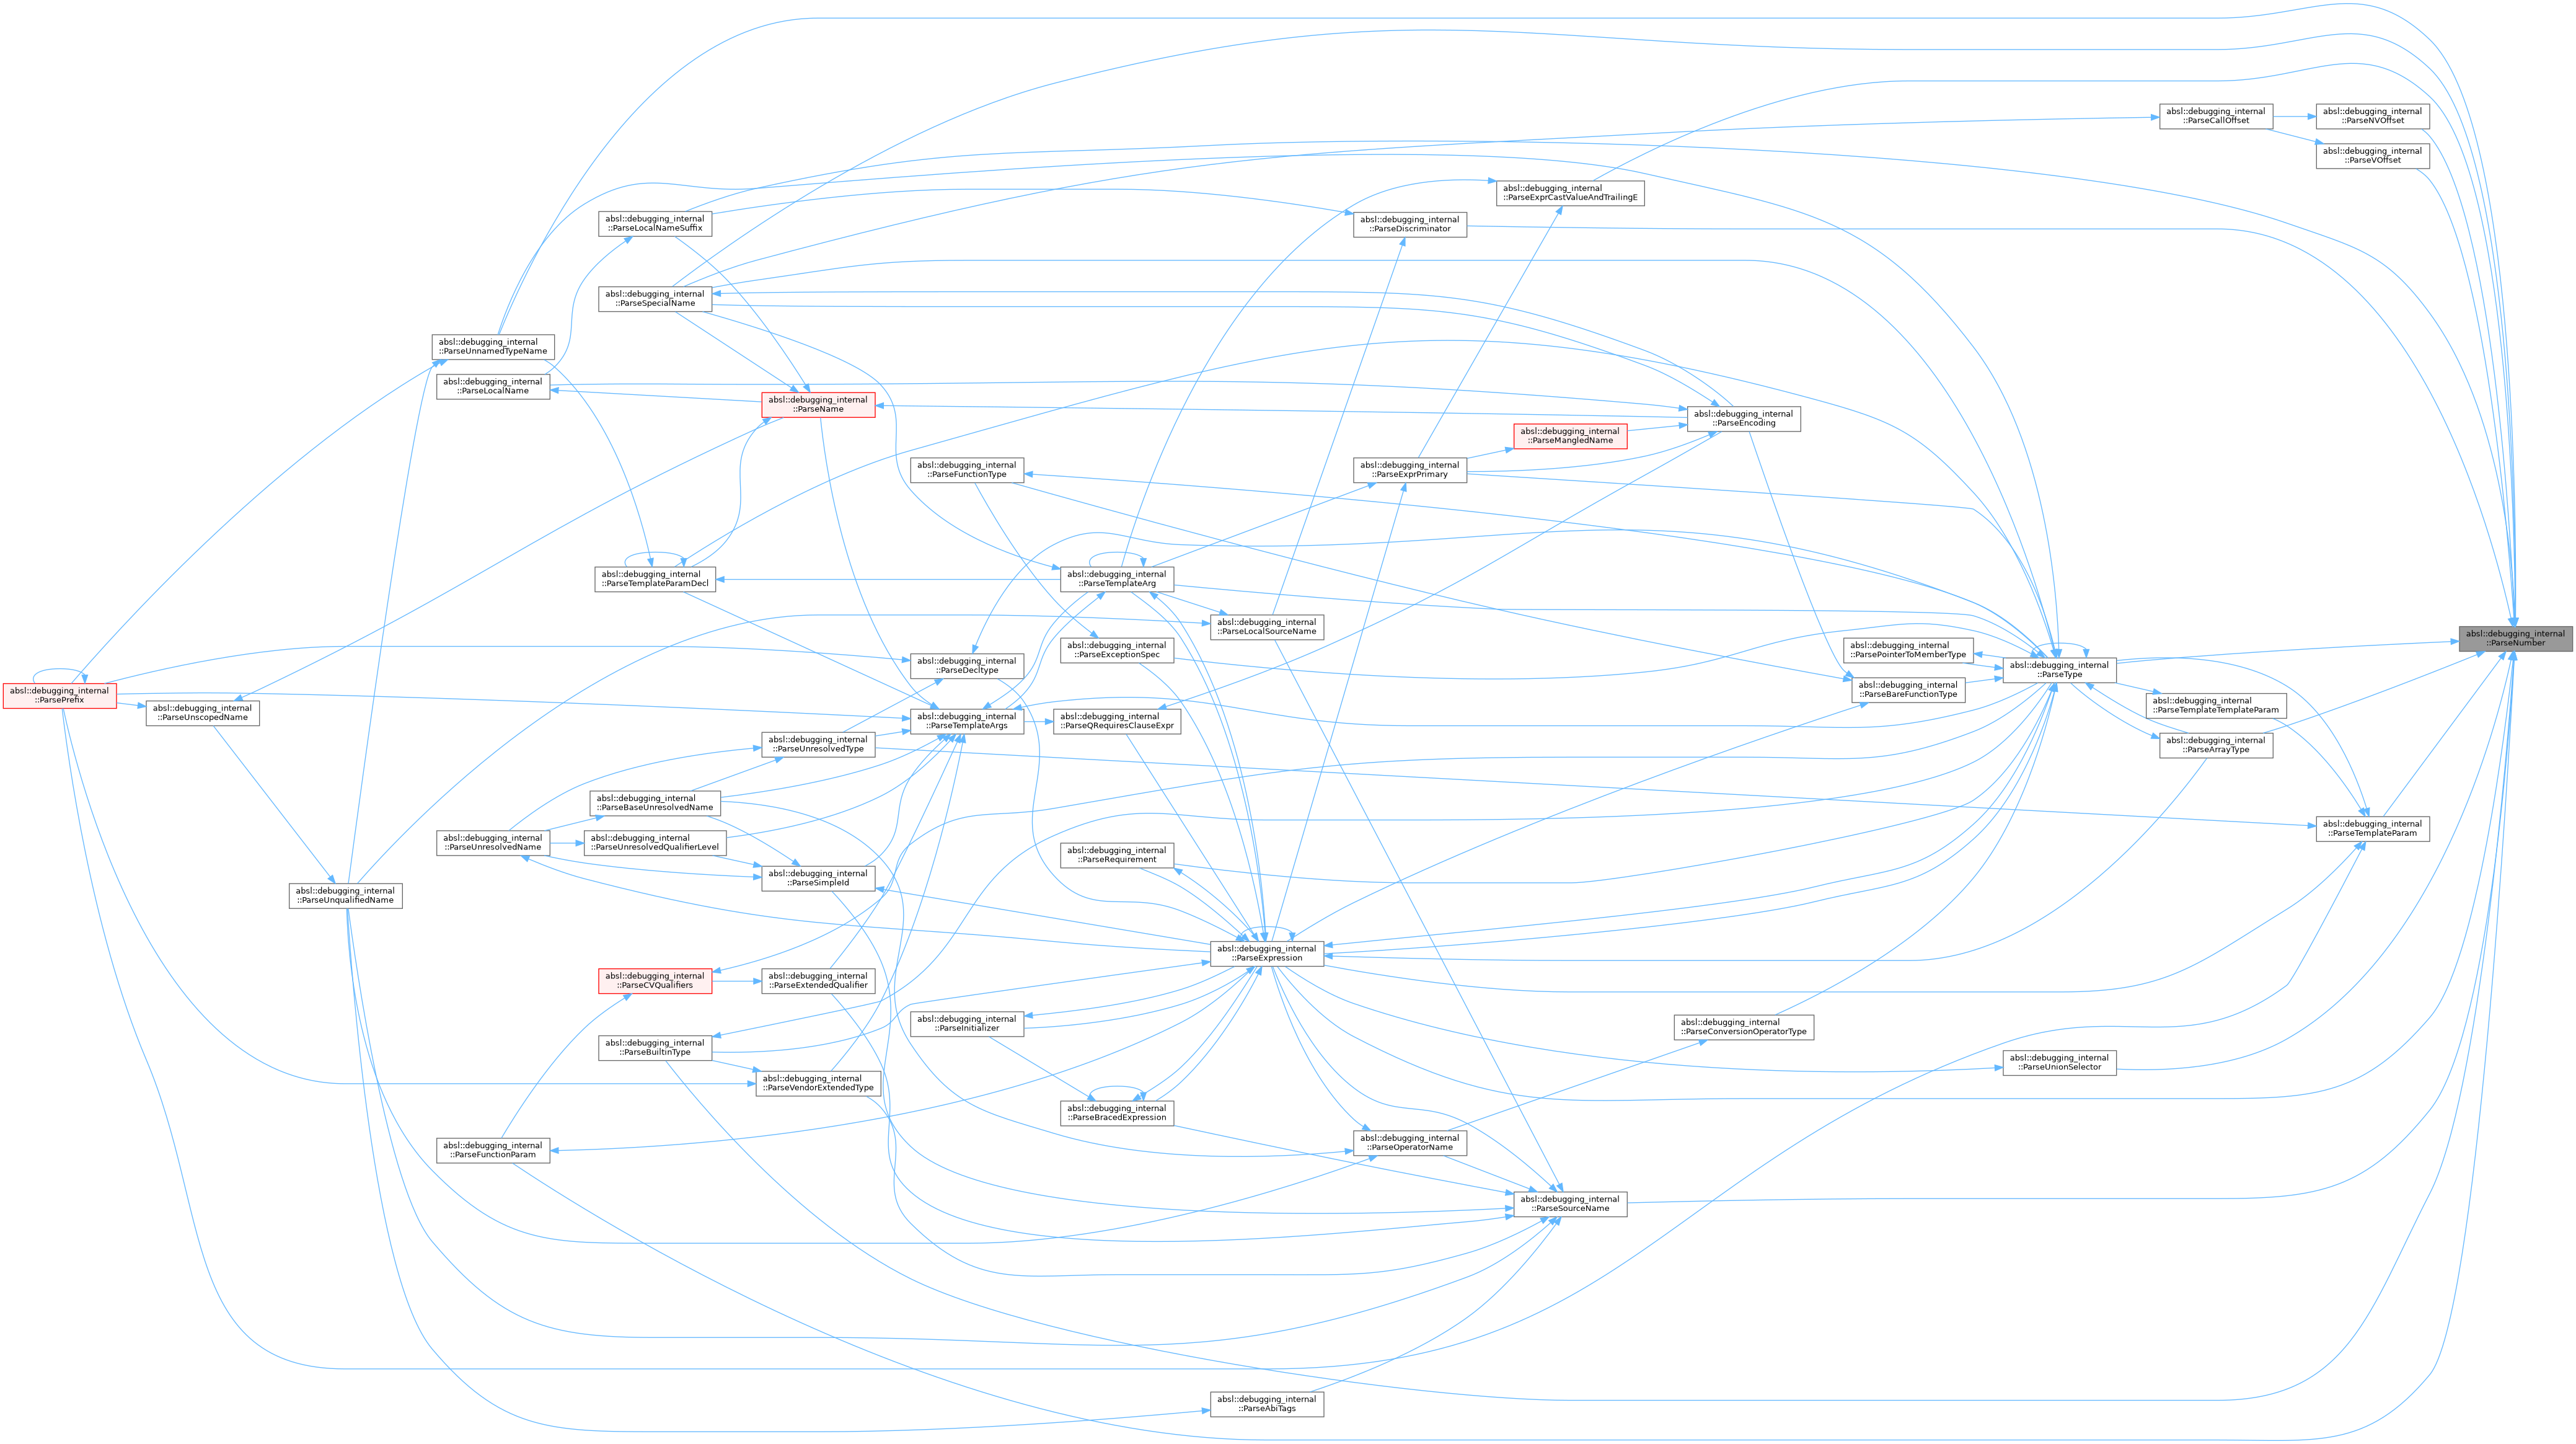 absl::debugging_internal
::ParseCallOffset
absl::debugging_internal
::ParseNVOffset
absl::debugging_internal
::ParseVOffset
absl::debugging_internal
::ParseExprCastValueAndTrailingE
absl::debugging_internal
::ParseLocalNameSuffix
absl::debugging_internal
::ParseDiscriminator
absl::debugging_internal
::ParseSpecialName
absl::debugging_internal
::ParseUnnamedTypeName
absl::debugging_internal
::ParseLocalName
absl::debugging_internal
::ParseName
absl::debugging_internal
::ParseEncoding
absl::debugging_internal
::ParseMangledName
absl::debugging_internal
::ParseFunctionType
absl::debugging_internal
::ParseExprPrimary
absl::debugging_internal
::ParseTemplateParamDecl
absl::debugging_internal
::ParseTemplateArg
absl::debugging_internal
::ParseLocalSourceName
absl::debugging_internal
::ParseNumber
absl::debugging_internal
::ParseExceptionSpec
absl::debugging_internal
::ParsePointerToMemberType
absl::debugging_internal
::ParseDecltype
absl::debugging_internal
::ParseType
absl::debugging_internal
::ParseBareFunctionType
absl::debugging_internal
::ParsePrefix
absl::debugging_internal
::ParseTemplateTemplateParam
absl::debugging_internal
::ParseUnscopedName
absl::debugging_internal
::ParseTemplateArgs
absl::debugging_internal
::ParseQRequiresClauseExpr
absl::debugging_internal
::ParseUnresolvedType
absl::debugging_internal
::ParseArrayType
absl::debugging_internal
::ParseBaseUnresolvedName
absl::debugging_internal
::ParseTemplateParam
absl::debugging_internal
::ParseUnresolvedName
absl::debugging_internal
::ParseUnresolvedQualifierLevel
absl::debugging_internal
::ParseRequirement
absl::debugging_internal
::ParseSimpleId
absl::debugging_internal
::ParseUnqualifiedName
absl::debugging_internal
::ParseExpression
absl::debugging_internal
::ParseCVQualifiers
absl::debugging_internal
::ParseExtendedQualifier
absl::debugging_internal
::ParseInitializer
absl::debugging_internal
::ParseConversionOperatorType
absl::debugging_internal
::ParseBuiltinType
absl::debugging_internal
::ParseUnionSelector
absl::debugging_internal
::ParseVendorExtendedType
absl::debugging_internal
::ParseBracedExpression
absl::debugging_internal
::ParseFunctionParam
absl::debugging_internal
::ParseOperatorName
absl::debugging_internal
::ParseSourceName
absl::debugging_internal
::ParseAbiTags